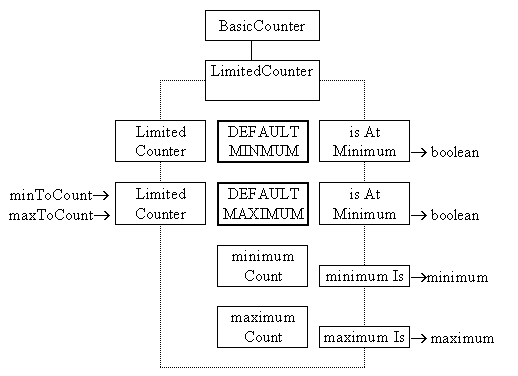 BasicCounter
LimitedCounter
Limited
Counter
DEFAULT
MINMUM
is At
Minimum
boolean
minToCount
maxToCount
Limited
Counter
DEFAULT
MAXIMUM
is At
Minimum
boolean
minimum
Count
minimum Is
minimum
maximum
Count
maximum Is
maximum